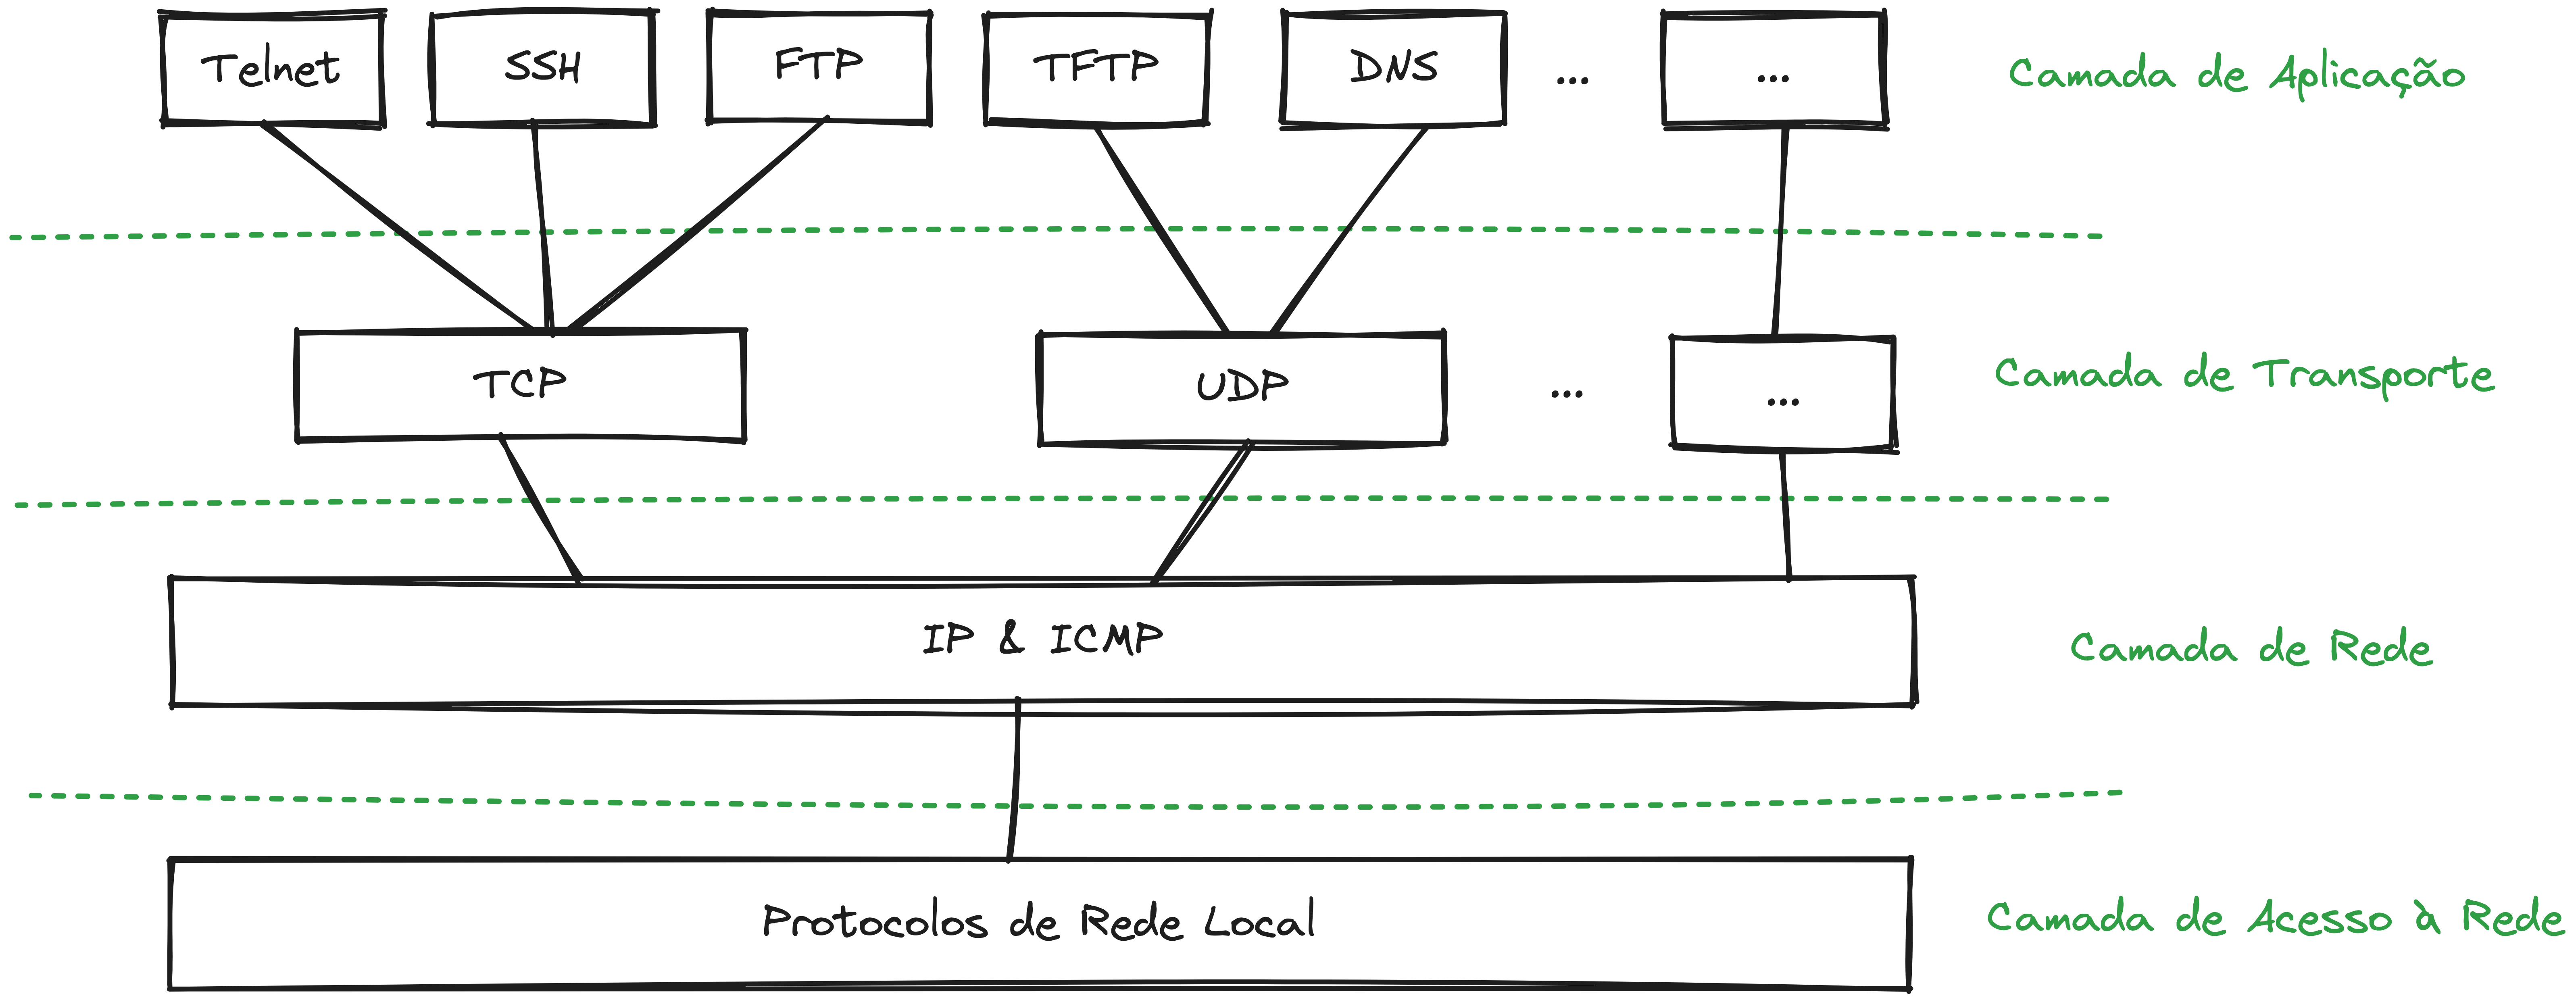 Telnet
SSH
FTP
TFTP
DNS
...
...
Camada de Aplicação
TCP
UDP
...
...
Camada de Transporte
IP & ICMP
Camada de Rede
Protocolos de Rede Local
Camada de Acesso à Rede